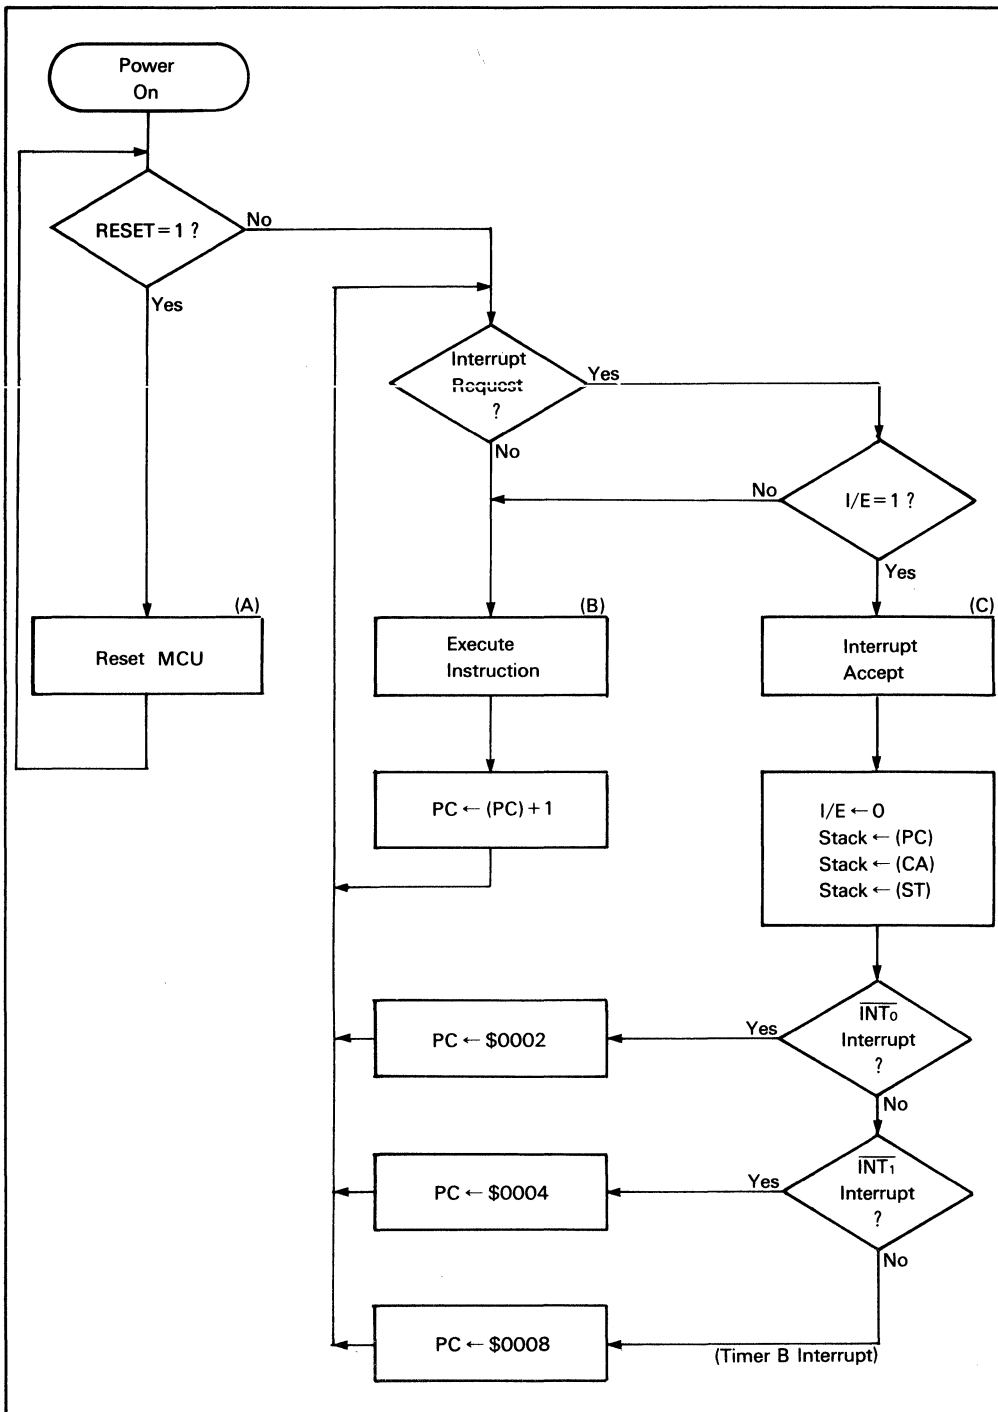 Power
On
RESET = 1 ?
No
Yes
Interrupt
Request
?
Yes
No
I/E = 1 ?
No
Yes
(A)
Reset MCU
(B)
Execute
Instruction
(C)
Interrupt
Accept
PC ← (PC) + 1
I/E ← 0
Stack ← (PC)
Stack ← (CA)
Stack ← (ST)
PC ← $0002
Yes
I̅N̅T̅₀̅
Interrupt
?
No
PC ← $0004
Yes
I̅N̅T̅₁̅
Interrupt
?
No
PC ← $0008
(Timer B Interrupt)